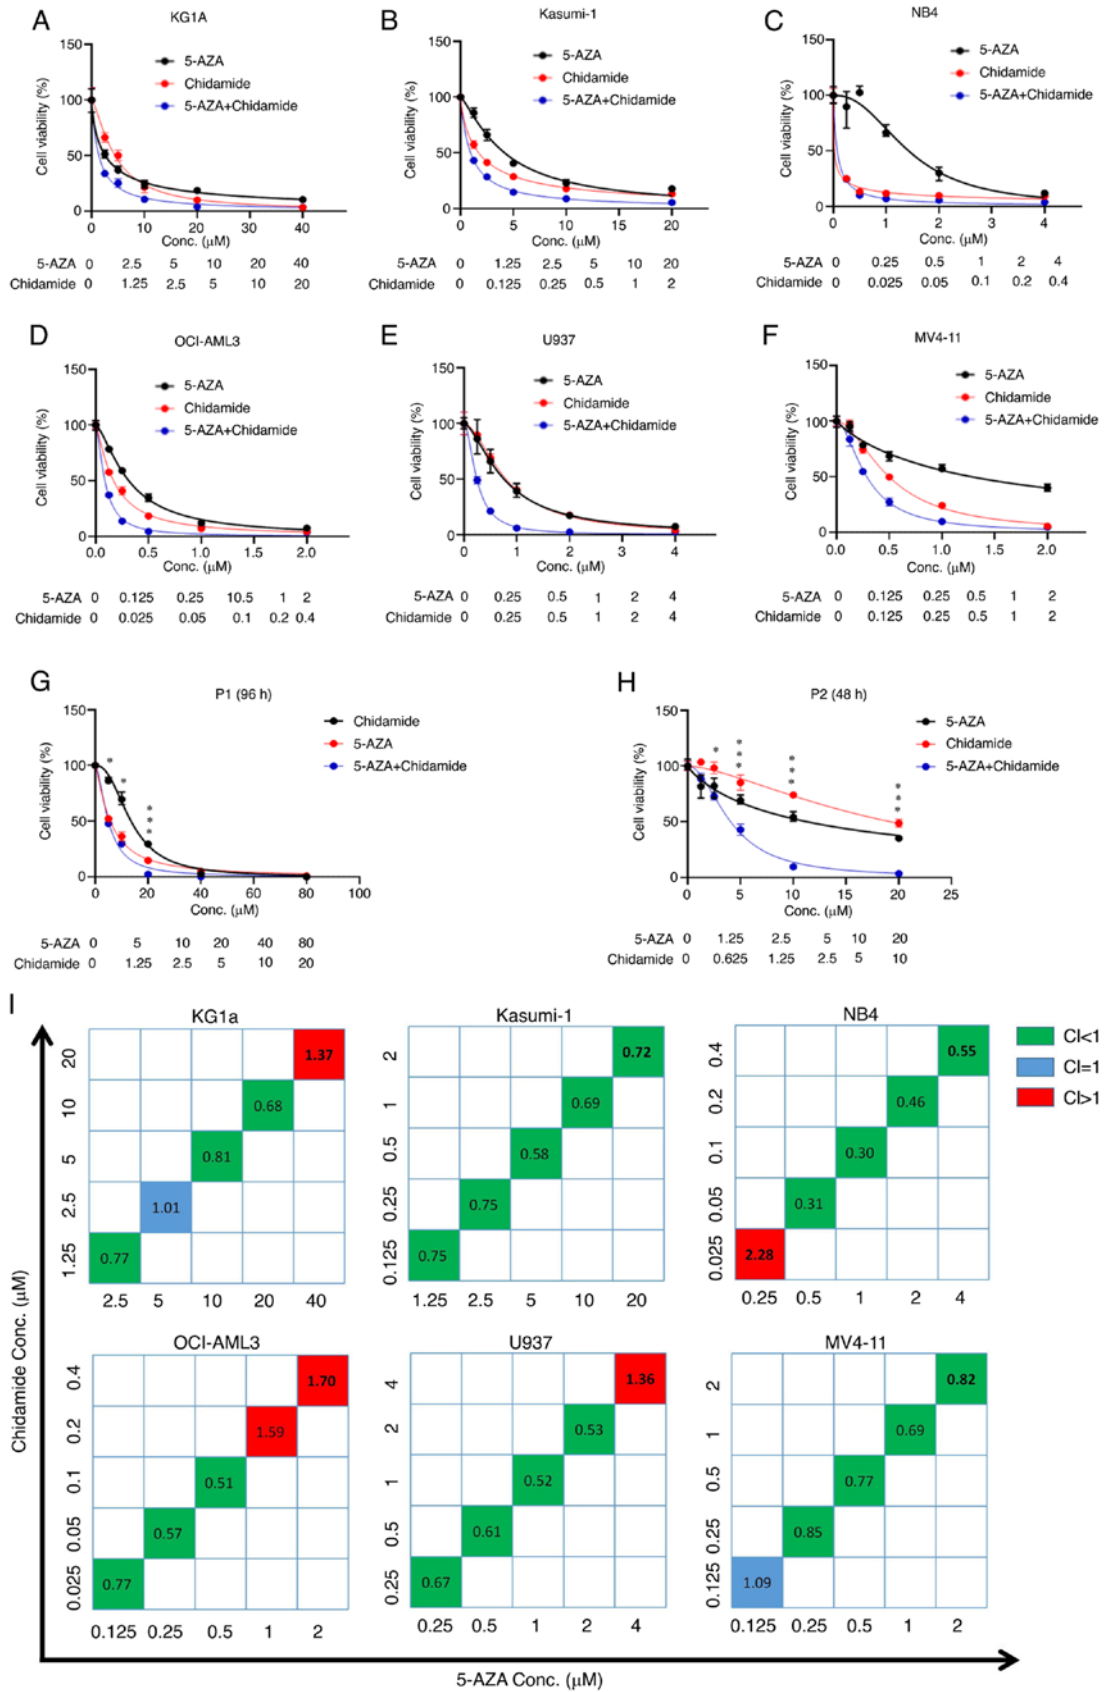 A
KG1A
150
100
50
0
Cell viability (%)
5-AZA
Chidamide
5-AZA+Chidamide
0 10 20 30 40
Conc. (μM)
5-AZA 0 2.5 5 10 20 40
Chidamide 0 1.25 2.5 5 10 20
B
Kasumi-1
150
100
50
0
Cell viability (%)
5-AZA
Chidamide
5-AZA+Chidamide
0 5 10 15 20
Conc. (μM)
5-AZA 0 1.25 2.5 5 10 20
Chidamide 0 0.125 0.25 0.5 1 2
C
NB4
150
100
50
0
Cell viability (%)
5-AZA
Chidamide
5-AZA+Chidamide
0 1 2 3 4
Conc. (μM)
5-AZA 0 0.25 0.5 1 2 4
Chidamide 0 0.025 0.05 0.1 0.2 0.4
D
OCI-AML3
150
100
50
0
Cell viability (%)
5-AZA
Chidamide
5-AZA+Chidamide
0.0 0.5 1.0 1.5 2.0
Conc. (μM)
5-AZA 0 0.125 0.25 10.5 1 2
Chidamide 0 0.025 0.05 0.1 0.2 0.4
E
U937
150
100
50
0
Cell viability (%)
5-AZA
Chidamide
5-AZA+Chidamide
0 1 2 3 4
Conc. (μM)
5-AZA 0 0.25 0.5 1 2 4
Chidamide 0 0.25 0.5 1 2 4
F
MV4-11
150
100
50
0
Cell viability (%)
5-AZA
Chidamide
5-AZA+Chidamide
0.0 0.5 1.0 1.5 2.0
Conc. (μM)
5-AZA 0 0.125 0.25 0.5 1 2
Chidamide 0 0.125 0.25 0.5 1 2
G
P1 (96 h)
150
100
50
0
Cell viability (%)
Chidamide
5-AZA
5-AZA+Chidamide
*
*
***
0 20 40 60 80 100
Conc. (μM)
5-AZA 0 5 10 20 40 80
Chidamide 0 1.25 2.5 5 10 20
H
P2 (48 h)
150
100
50
0
Cell viability (%)
5-AZA
Chidamide
5-AZA+Chidamide
*
***
***
***
0 5 10 15 20 25
Conc. (μM)
5-AZA 0 1.25 2.5 5 10 20
Chidamide 0 0.625 1.25 2.5 5 10
I
Chidamide Conc. (μM)
KG1a
20 1.37
10 0.68
5 0.81
2.5 1.01
1.25 0.77
2.5 5 10 20 40
Kasumi-1
2 0.72
1 0.69
0.5 0.58
0.25 0.75
0.125 0.75
1.25 2.5 5 10 20
NB4
0.4 0.55
0.2 0.46
0.1 0.30
0.05 0.31
0.025 2.28
0.25 0.5 1 2 4
CI<1
CI=1
CI>1
OCI-AML3
0.4 1.70
0.2 1.59
0.1 0.51
0.05 0.57
0.025 0.77
0.125 0.25 0.5 1 2
U937
4 1.36
2 0.53
1 0.52
0.5 0.61
0.25 0.67
0.25 0.5 1 2 4
MV4-11
2 0.82
1 0.69
0.5 0.77
0.25 0.85
0.125 1.09
0.125 0.25 0.5 1 2
5-AZA Conc. (μM)